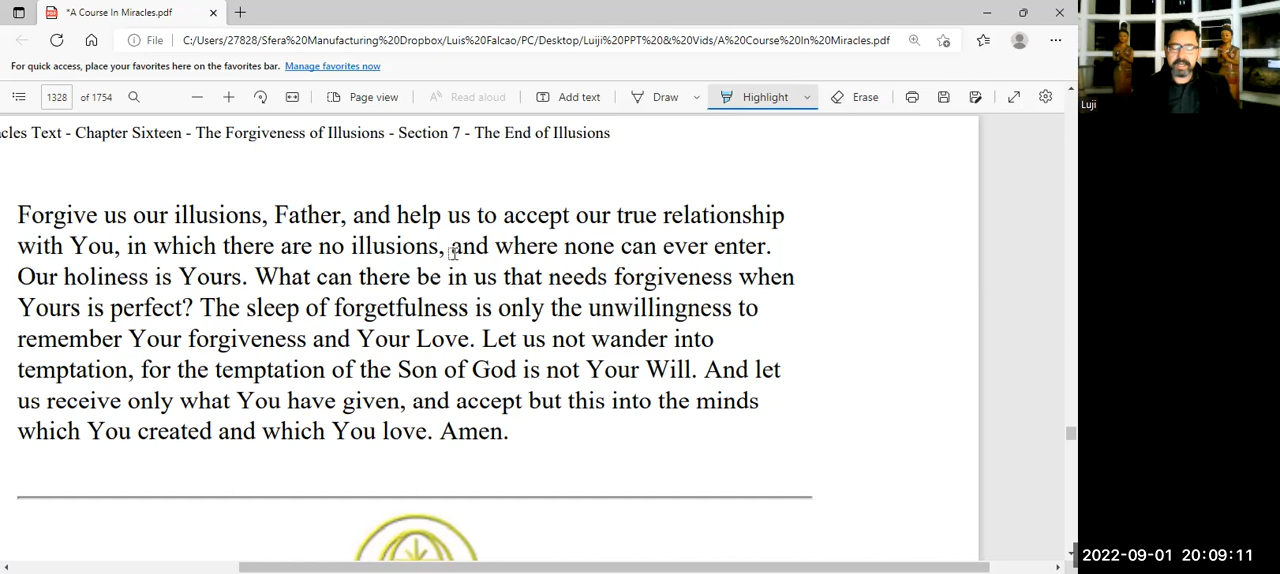 *A Course In Miracles.pdf
File C:/Users/27828/Sfera%20Manufacturing%20Dropbox/Luis%20Falcao/PC/Desktop/Luiji%20PPT%20&%20Vids/A%20Course%20In%20Miracles.pdf
For quick access, place your favorites here on the favorites bar. Manage favorites now
1328 of 1754 Page view Read aloud Add text Draw Highlight Erase
Luji
cles Text - Chapter Sixteen - The Forgiveness of Illusions - Section 7 - The End of Illusions
Forgive us our illusions, Father, and help us to accept our true relationship
with You, in which there are no illusions, and where none can ever enter.
Our holiness is Yours. What can there be in us that needs forgiveness when
Yours is perfect? The sleep of forgetfulness is only the unwillingness to
remember Your forgiveness and Your Love. Let us not wander into
temptation, for the temptation of the Son of God is not Your Will. And let
us receive only what You have given, and accept but this into the minds
which You created and which You love. Amen.
2022-09-01 20:09:11